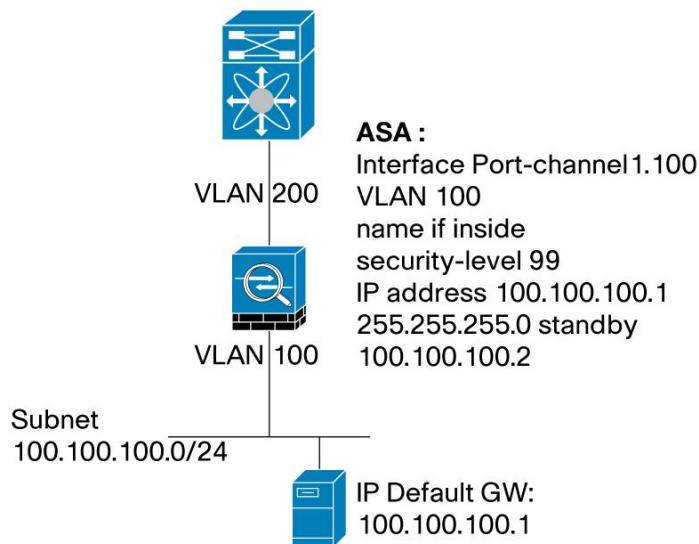 ASA :
Interface Port-channel1.100
VLAN 200
VLAN 100
name if inside
security-level 99
IP address 100.100.100.1
255.255.255.0 standby
100.100.100.2
VLAN 100
Subnet
100.100.100.0/24
IP Default GW:
100.100.100.1